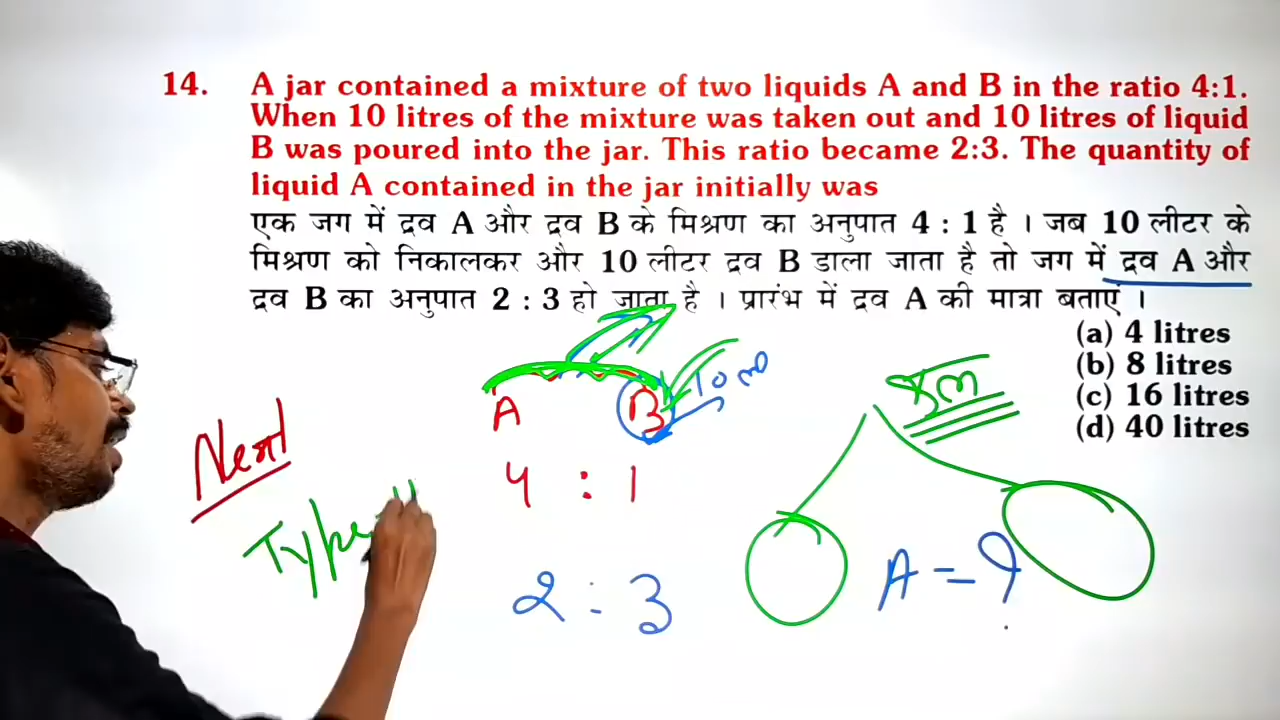 14. A jar contained a mixture of two liquids A and B in the ratio 4:1.
When 10 litres of the mixture was taken out and 10 litres of liquid
B was poured into the jar. This ratio became 2:3. The quantity of
liquid A contained in the jar initially was
एक जग में द्रव A और द्रव B के मिश्रण का अनुपात 4 : 1 है । जब 10 लीटर के
मिश्रण को निकालकर और 10 लीटर द्रव B डाला जाता है तो जग में द्रव A और
द्रव B का अनुपात 2 : 3 हो जाता है । प्रारंभ में द्रव A की मात्रा बताएं ।
(a) 4 litres
(b) 8 litres
(c) 16 litres
(d) 40 litres
A B 10
4 : 1
Type
2 : 3
A = ?